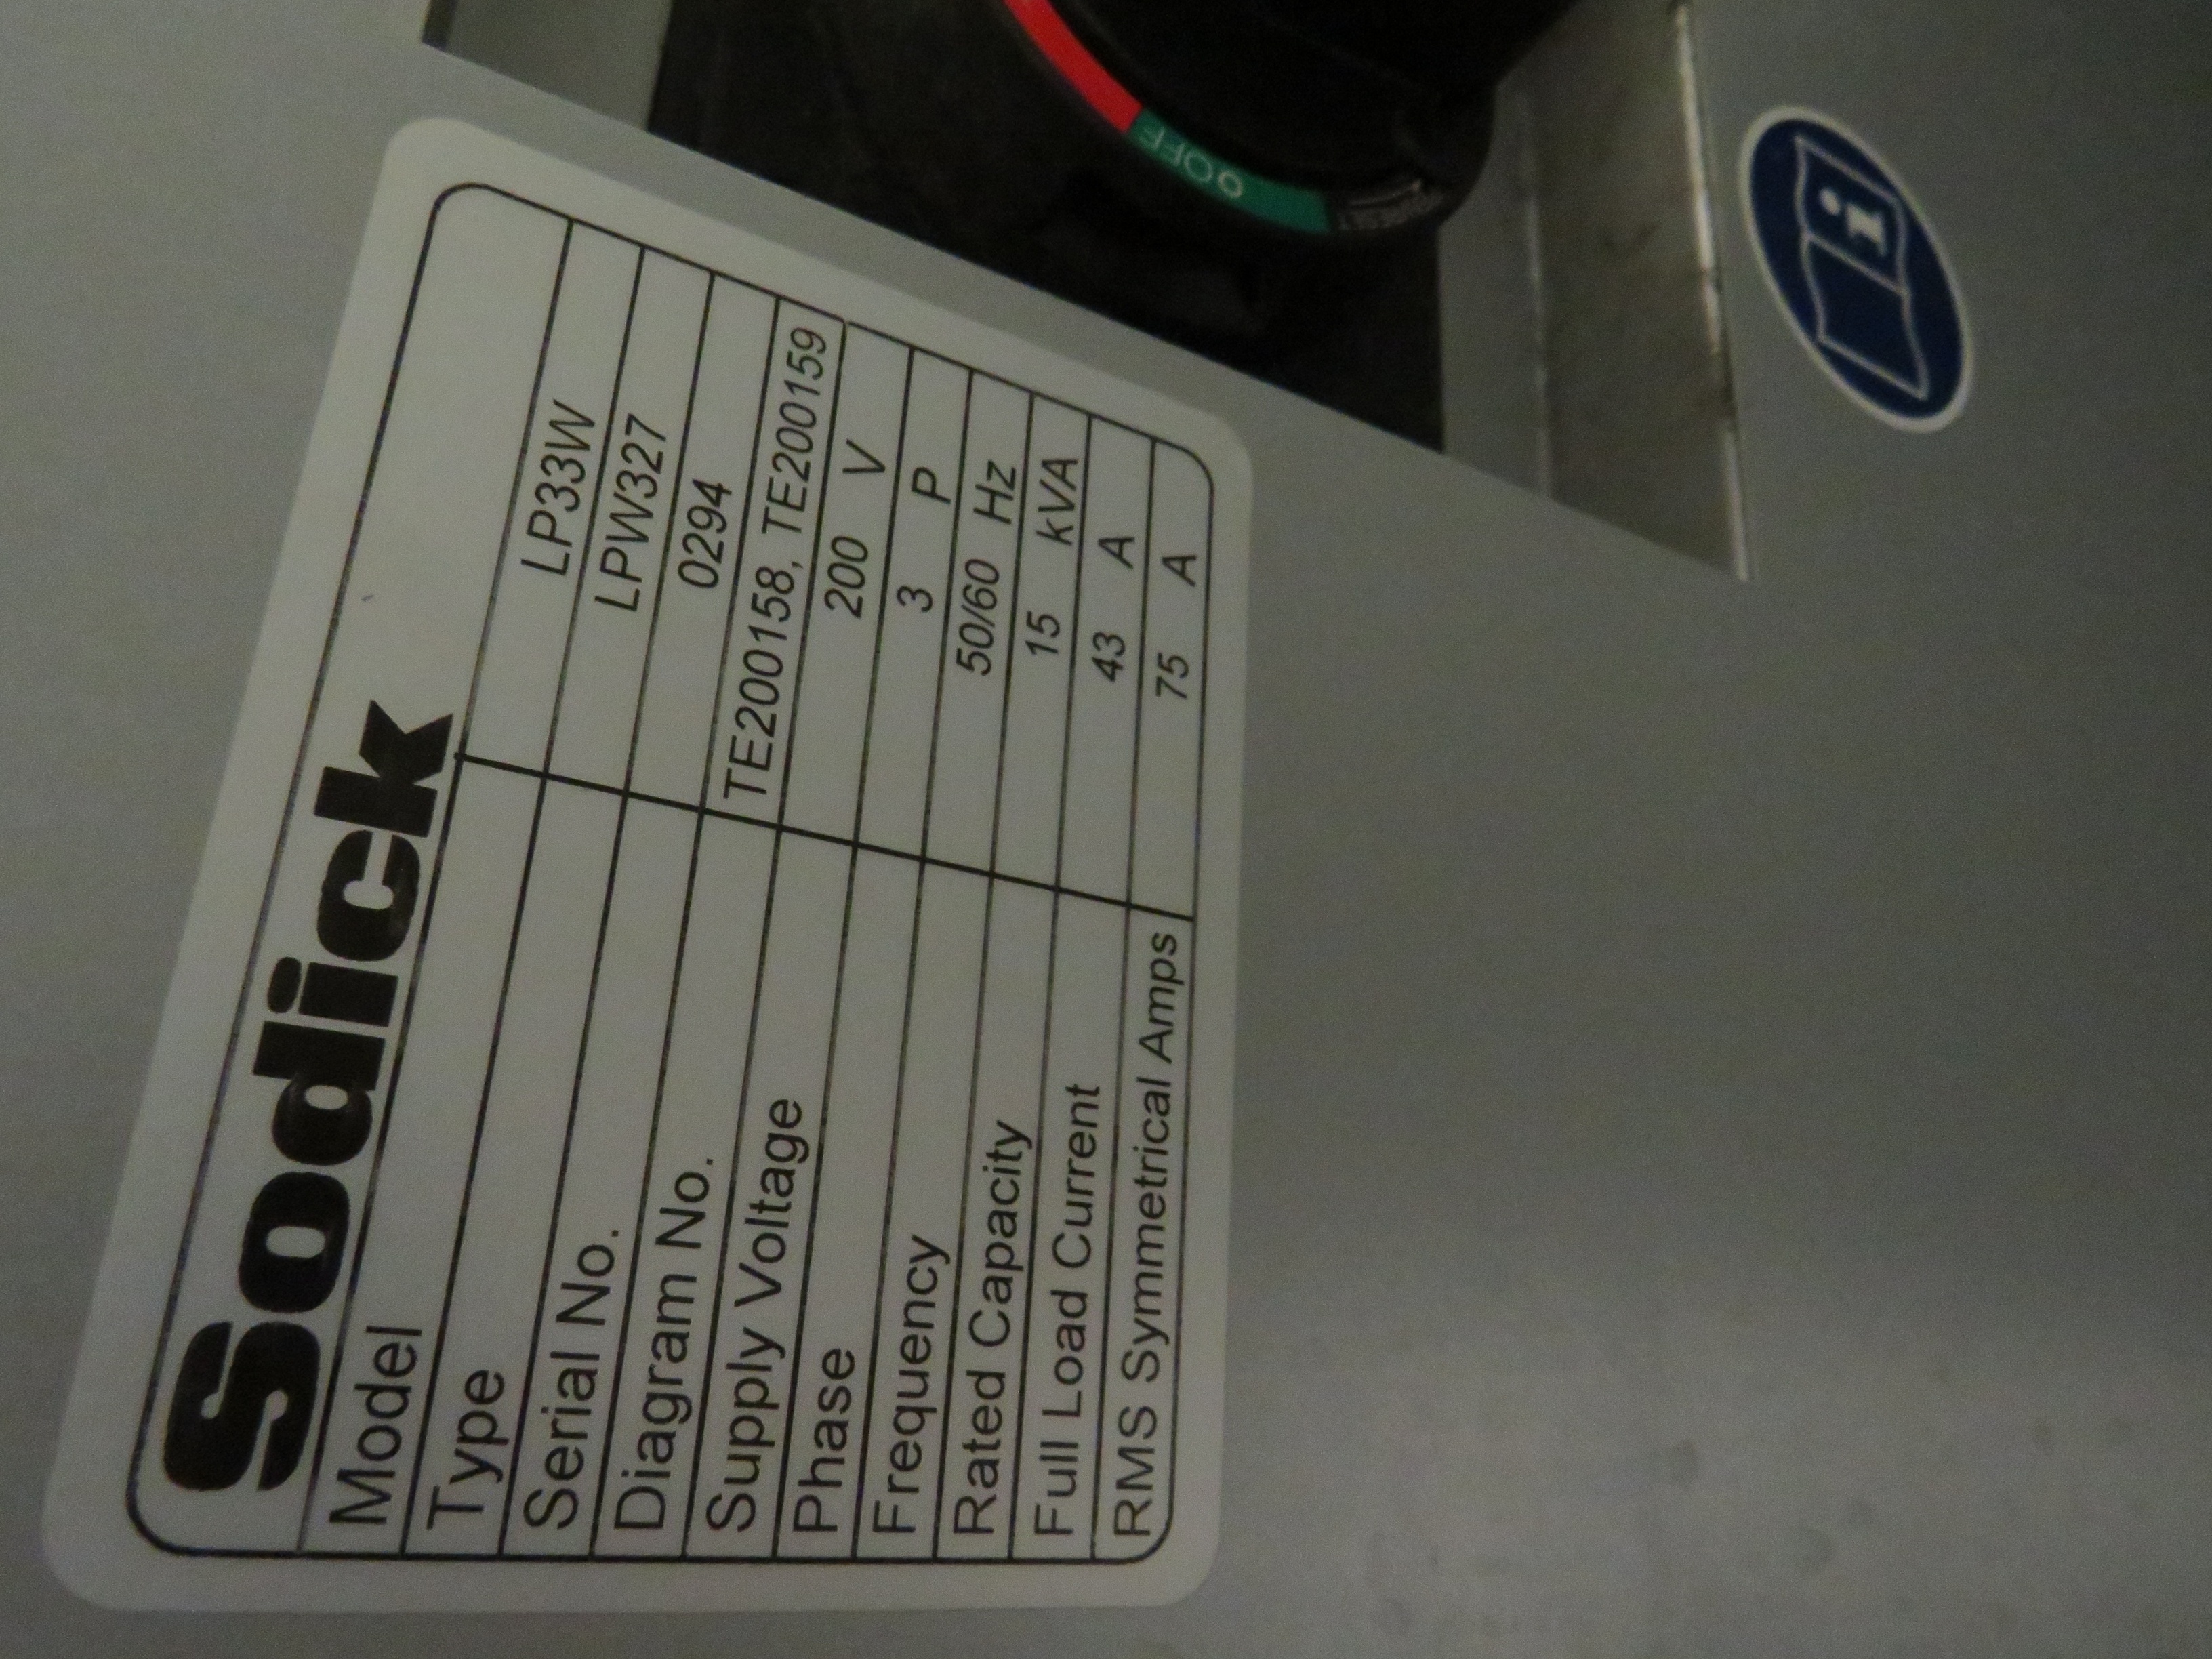 Sodick
Model LP33W
Type LPW327
Serial No. 0294
Diagram No. TE200158, TE200159
Supply Voltage 200 V
Phase 3 P
Frequency 50/60 Hz
Rated Capacity 15 kVA
Full Load Current 43 A
RMS Symmetrical Amps 75 A
O OFF
RESET
i